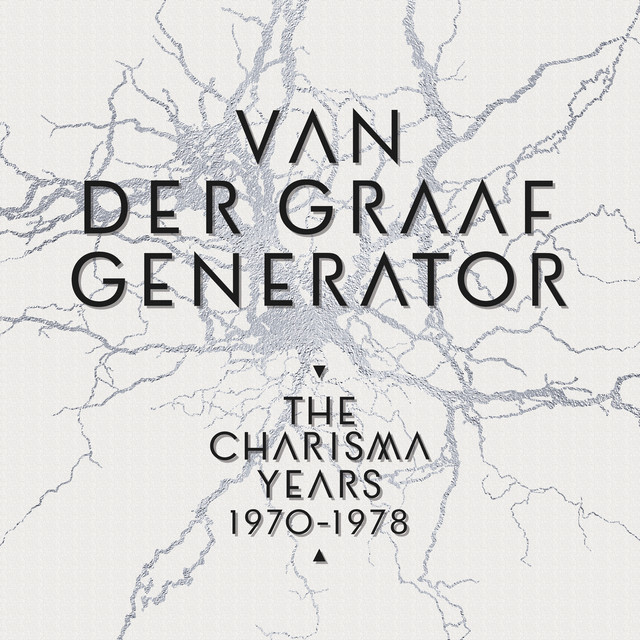 VAN
DER GRAAF
GENERATOR
THE
CHARISMA
YEARS
1970-1978